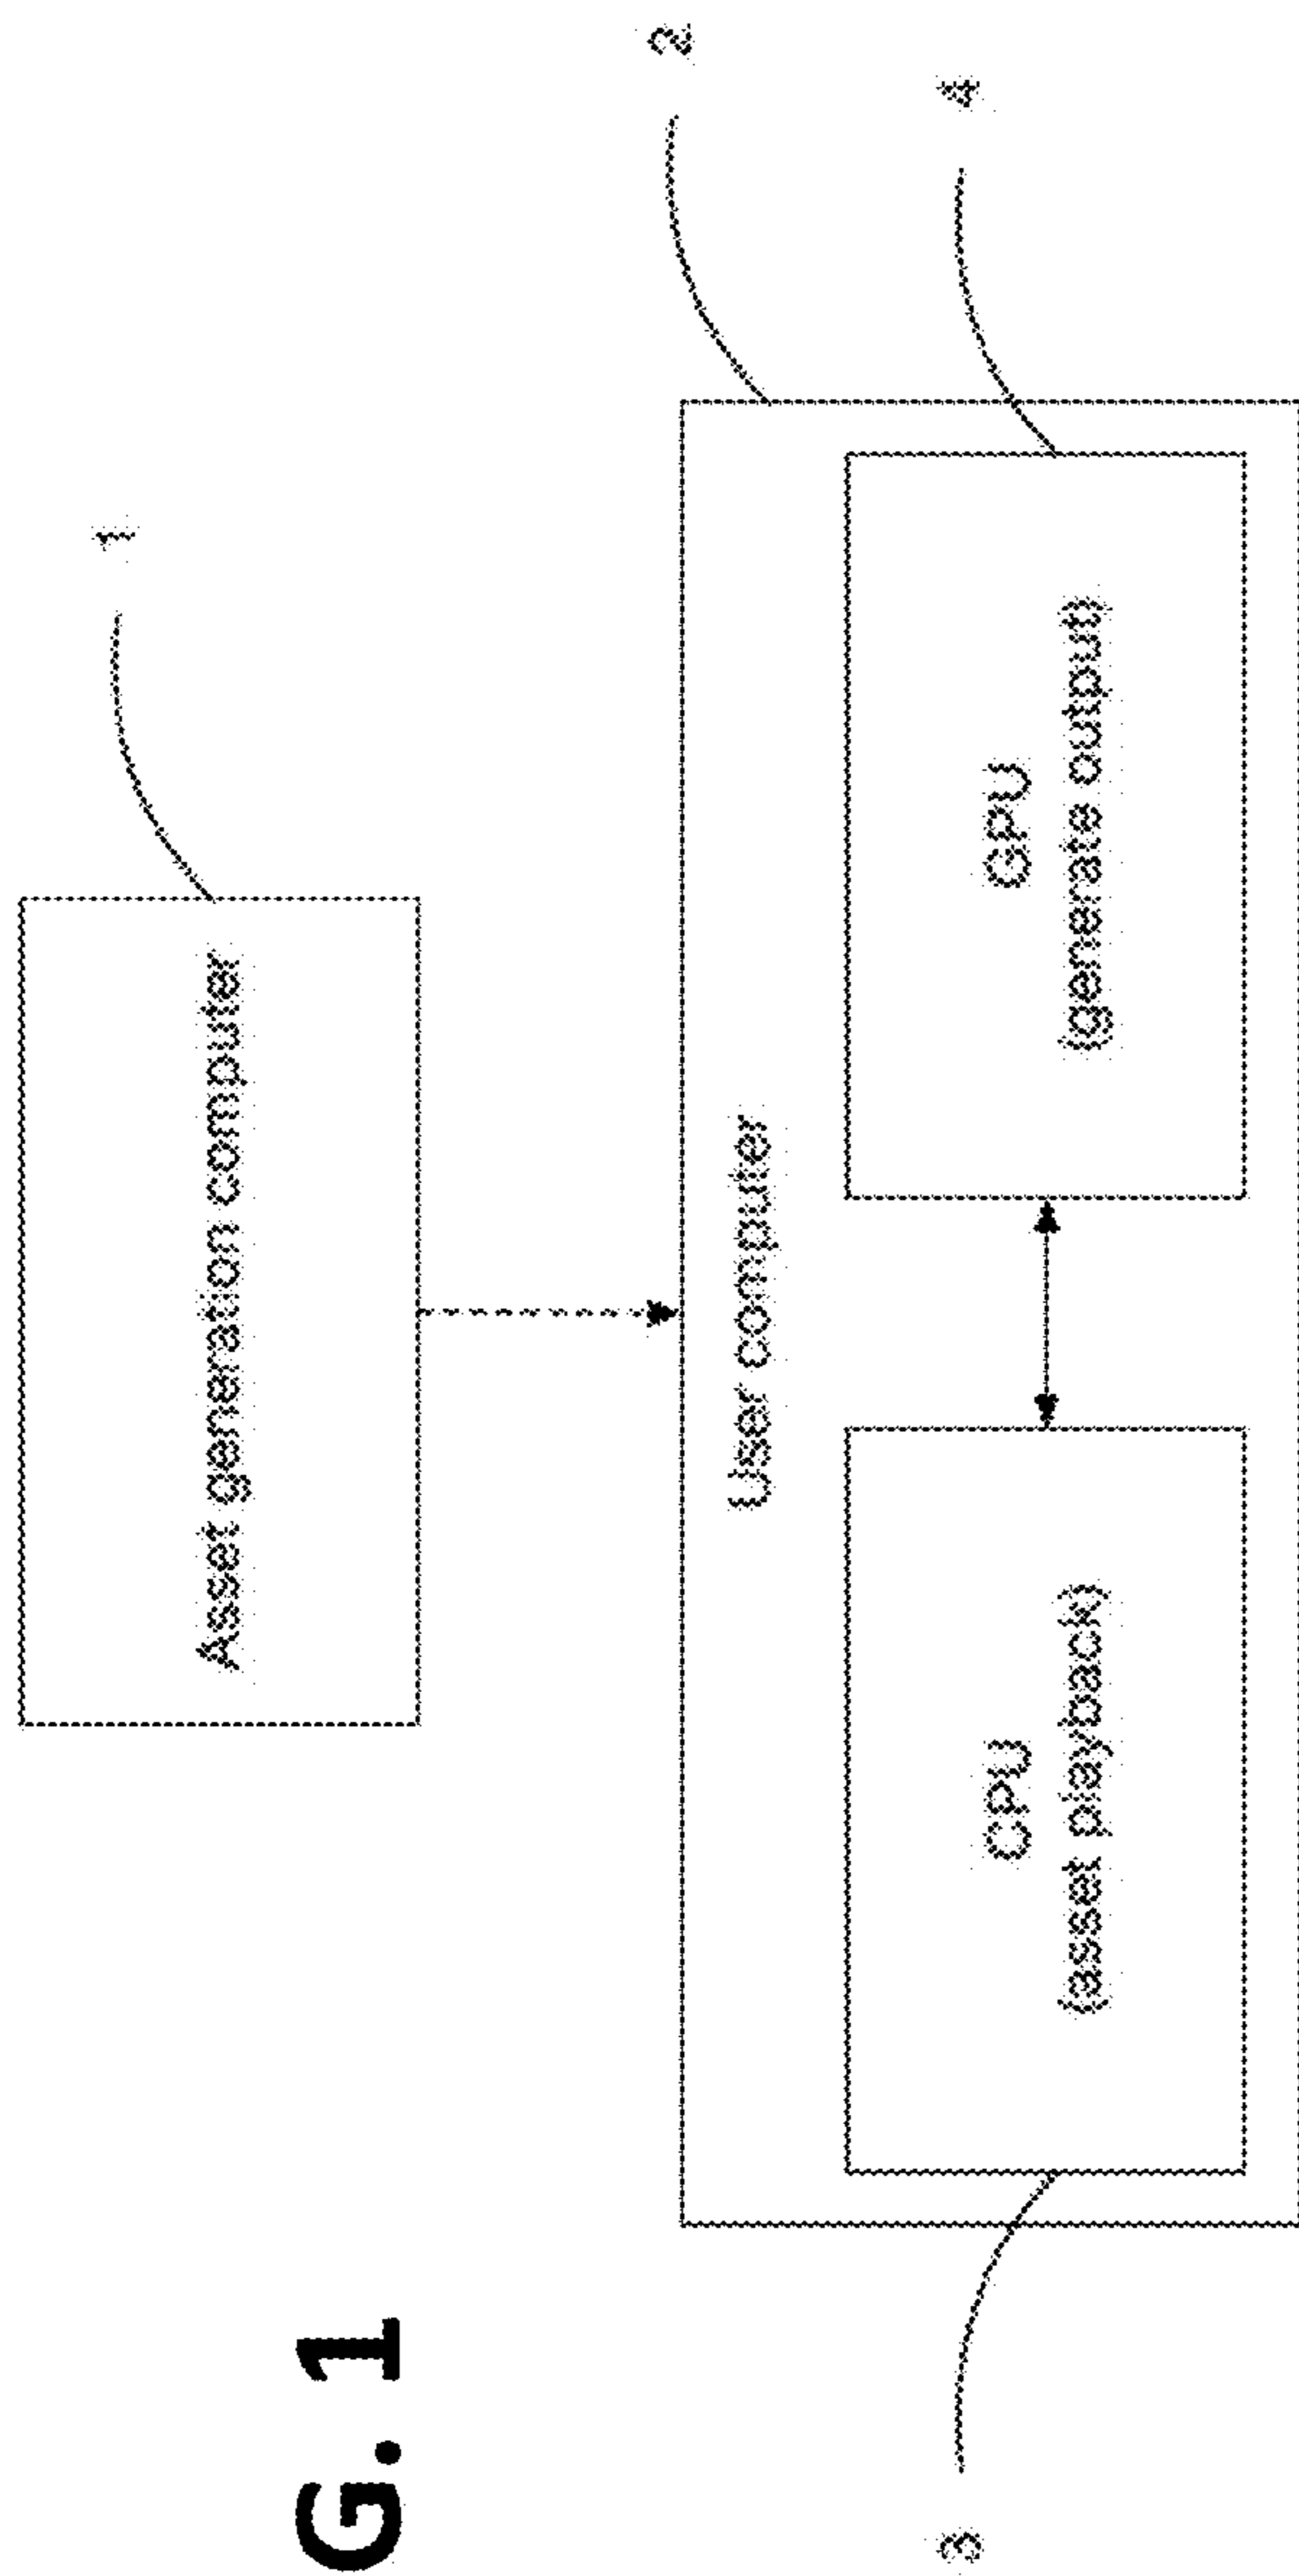 G. 1
Asset generation computer
1
User computer
2
CPU
(asset playback)
3
GPU
(generate output)
4